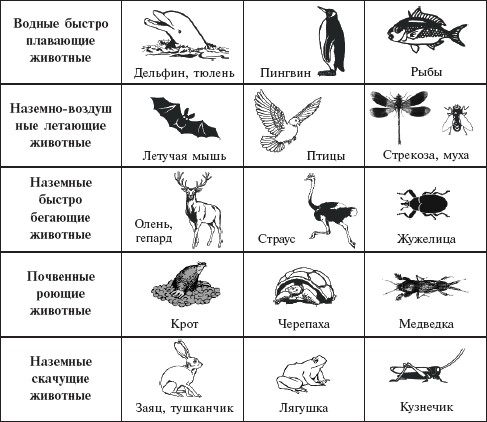 Водные быстро
плавающие
животные
Дельфин, тюлень
Пингвин
Рыбы
Наземно-воздуш
ные летающие
животные
Летучая мышь
Птицы
Стрекоза, муха
Наземные
быстро
бегающие
животные
Олень,
гепард
Страус
Жужелица
Почвенные
роющие
животные
Крот
Черепаха
Медведка
Наземные
скачущие
животные
Заяц, тушканчик
Лягушка
Кузнечик